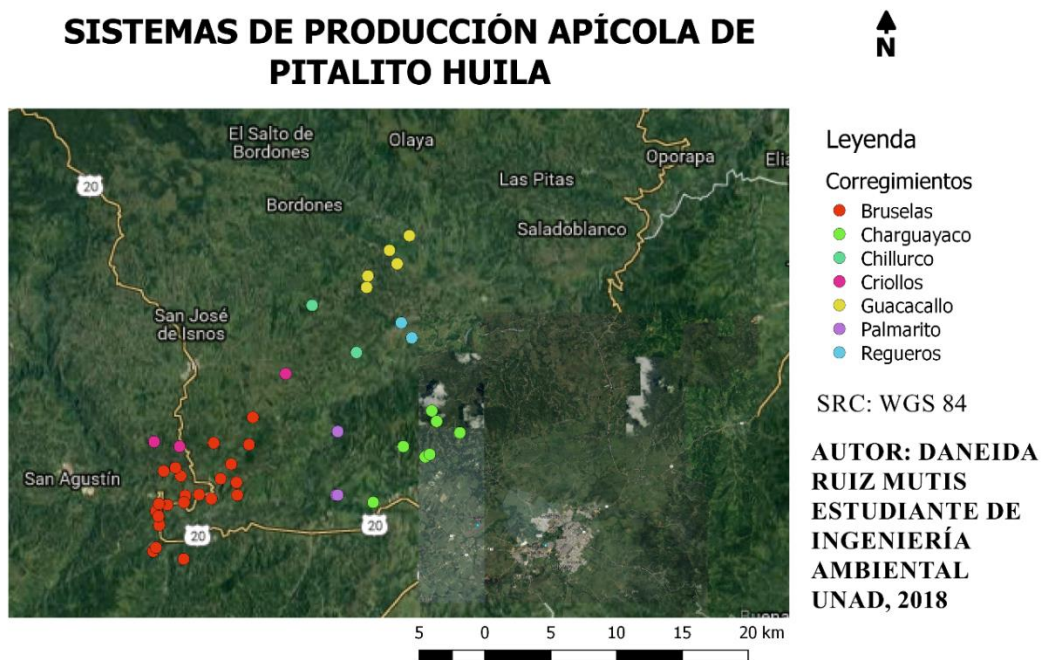 SISTEMAS DE PRODUCCIÓN APÍCOLA DE
PITALITO HUILA
N
El Salto de
Bordones
Olaya
Oporapa
Elia
20
Las Pitas
Bordones
Saladoblanco
San José
de Isnos
San Agustín
20
20
Buena
5 0 5 10 15 20 km
Leyenda
Corregimientos
Bruselas
Charguayaco
Chillurco
Criollos
Guacacallo
Palmarito
Regueros
SRC: WGS 84
AUTOR: DANEIDA
RUIZ MUTIS
ESTUDIANTE DE
INGENIERÍA
AMBIENTAL
UNAD, 2018